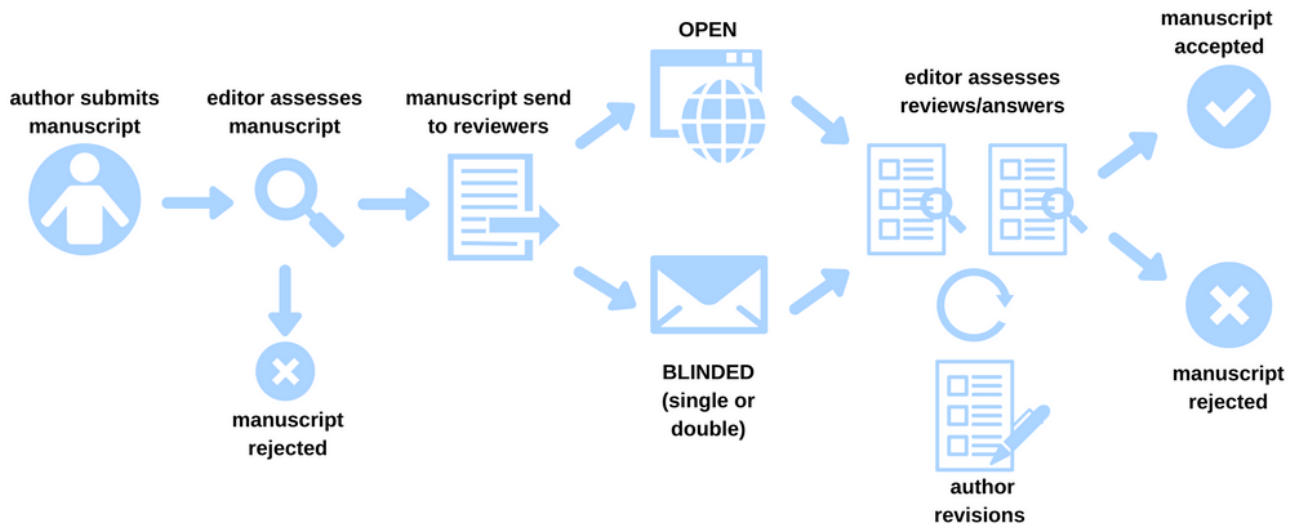 author submits
manuscript
editor assesses
manuscript
manuscript
rejected
manuscript send
to reviewers
OPEN
BLINDED
(single or
double)
editor assesses
reviews/answers
author
revisions
manuscript
accepted
manuscript
rejected